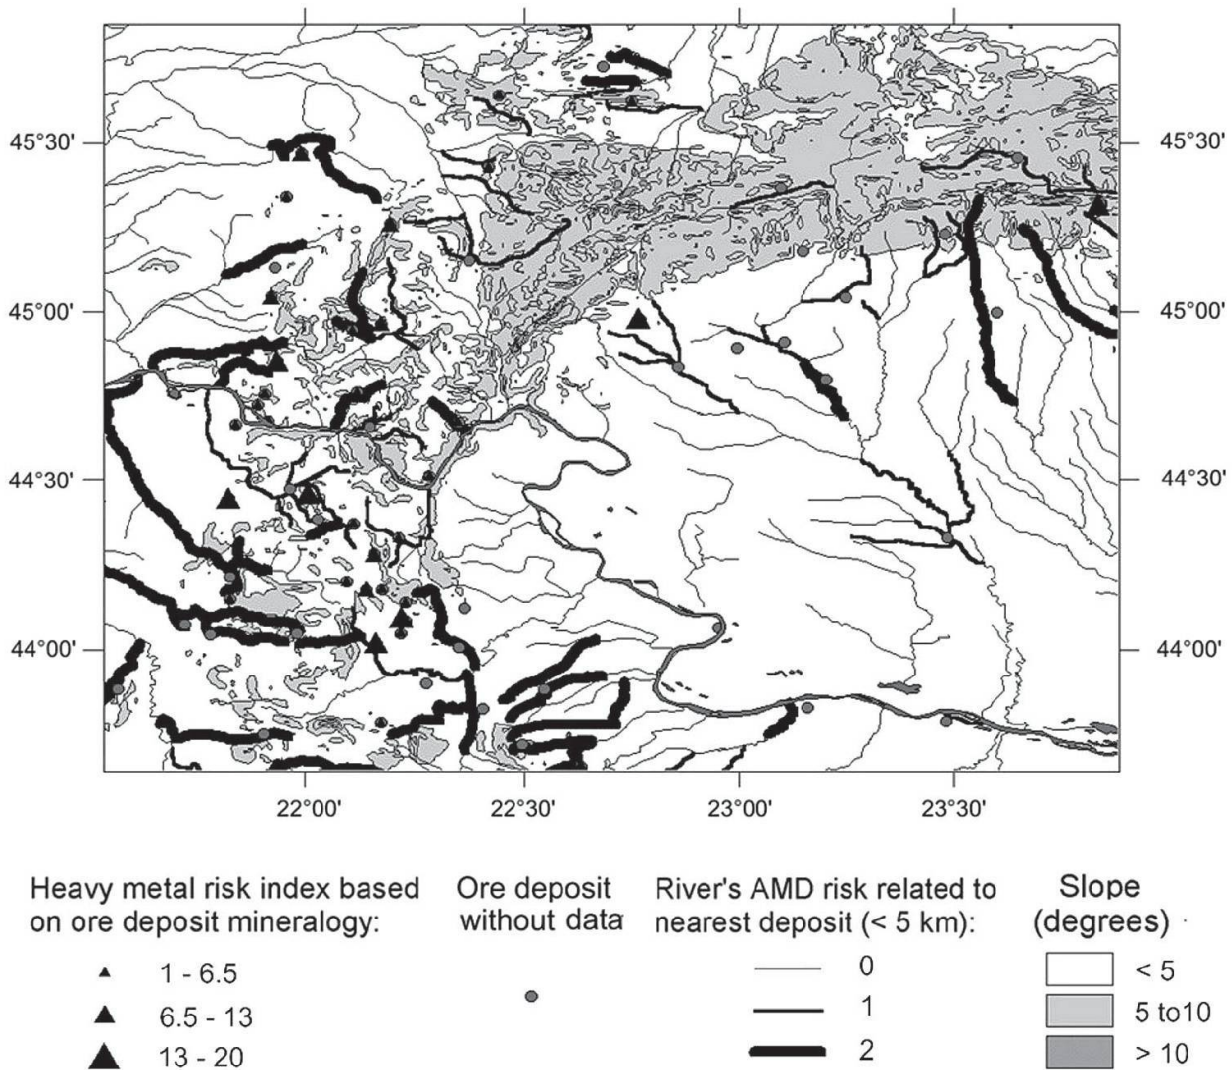 45°30'
45°00'
44°30'
44°00'
45°30'
45°00'
44°30'
44°00'
22°00'
22°30'
23°00'
23°30'
Heavy metal risk index based
on ore deposit mineralogy:
1 - 6.5
6.5 - 13
13 - 20
Ore deposit
without data
River's AMD risk related to
nearest deposit (< 5 km):
0
1
2
Slope
(degrees)
< 5
5 to10
> 10